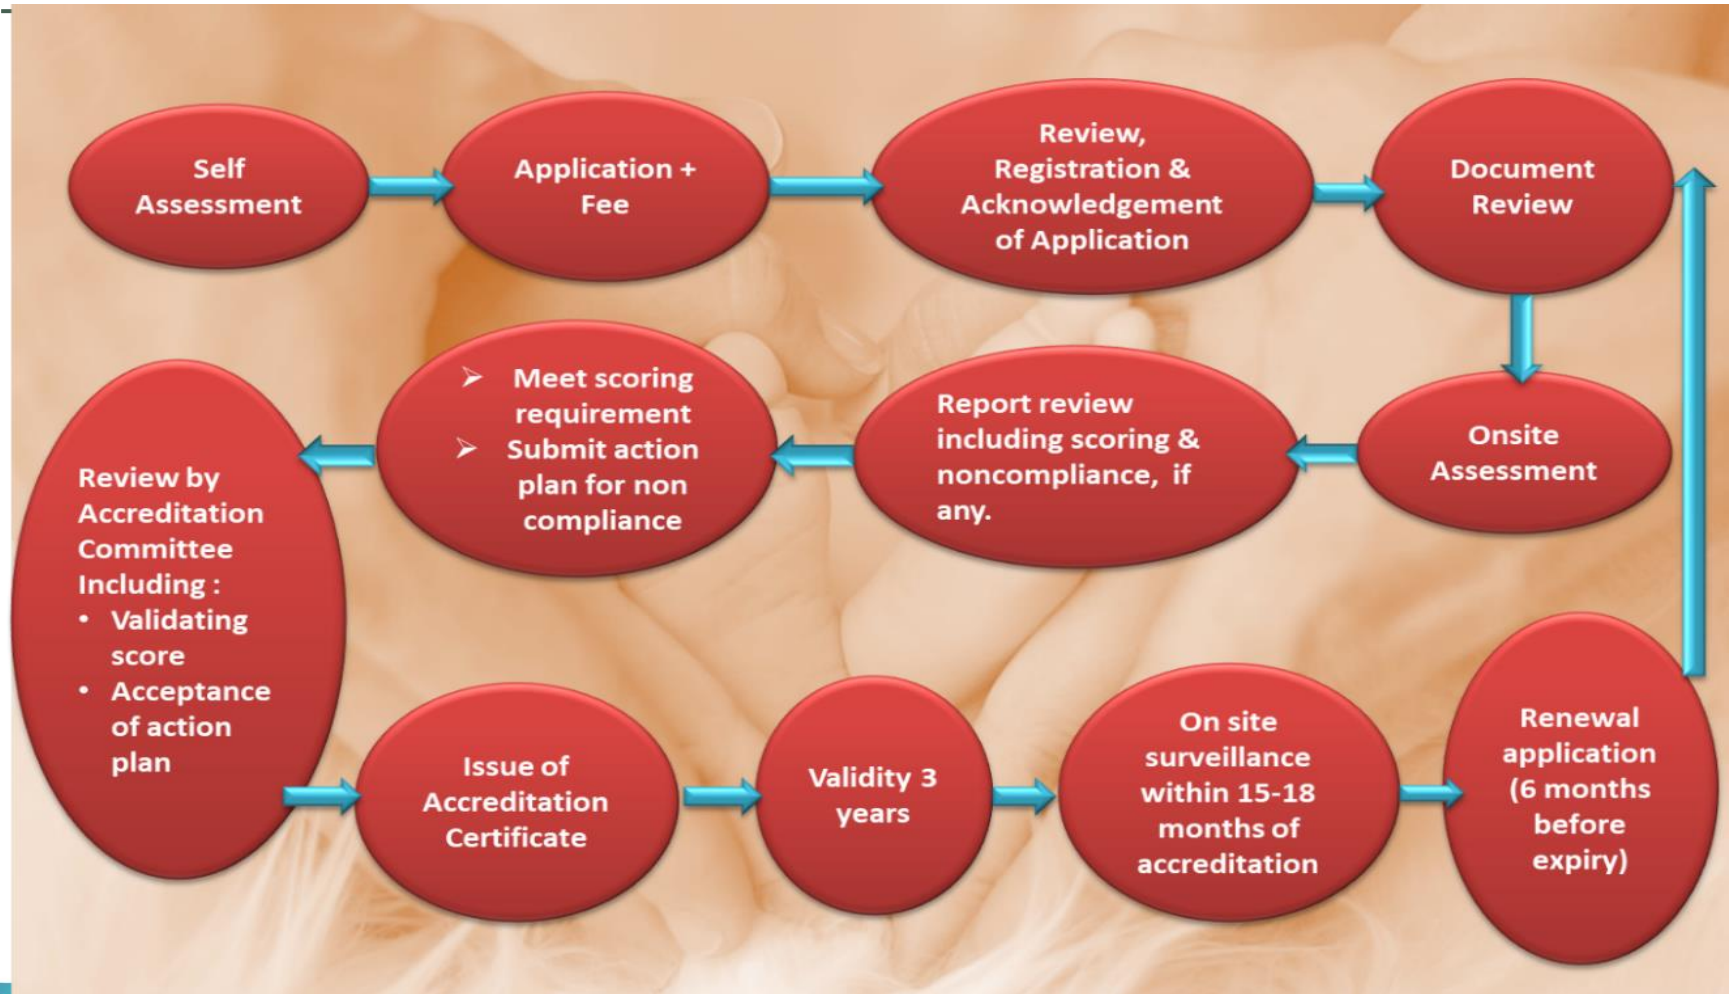 Self
Assessment
Application +
Fee
Review,
Registration &
Acknowledgement
of Application
Document
Review
Onsite
Assessment
Report review
including scoring &
noncompliance, if
any.
➢ Meet scoring
requirement
➢ Submit action
plan for non
compliance
Review by
Accreditation
Committee
Including :
• Validating
score
• Acceptance
of action
plan
Issue of
Accreditation
Certificate
Validity 3
years
On site
surveillance
within 15-18
months of
accreditation
Renewal
application
(6 months
before
expiry)